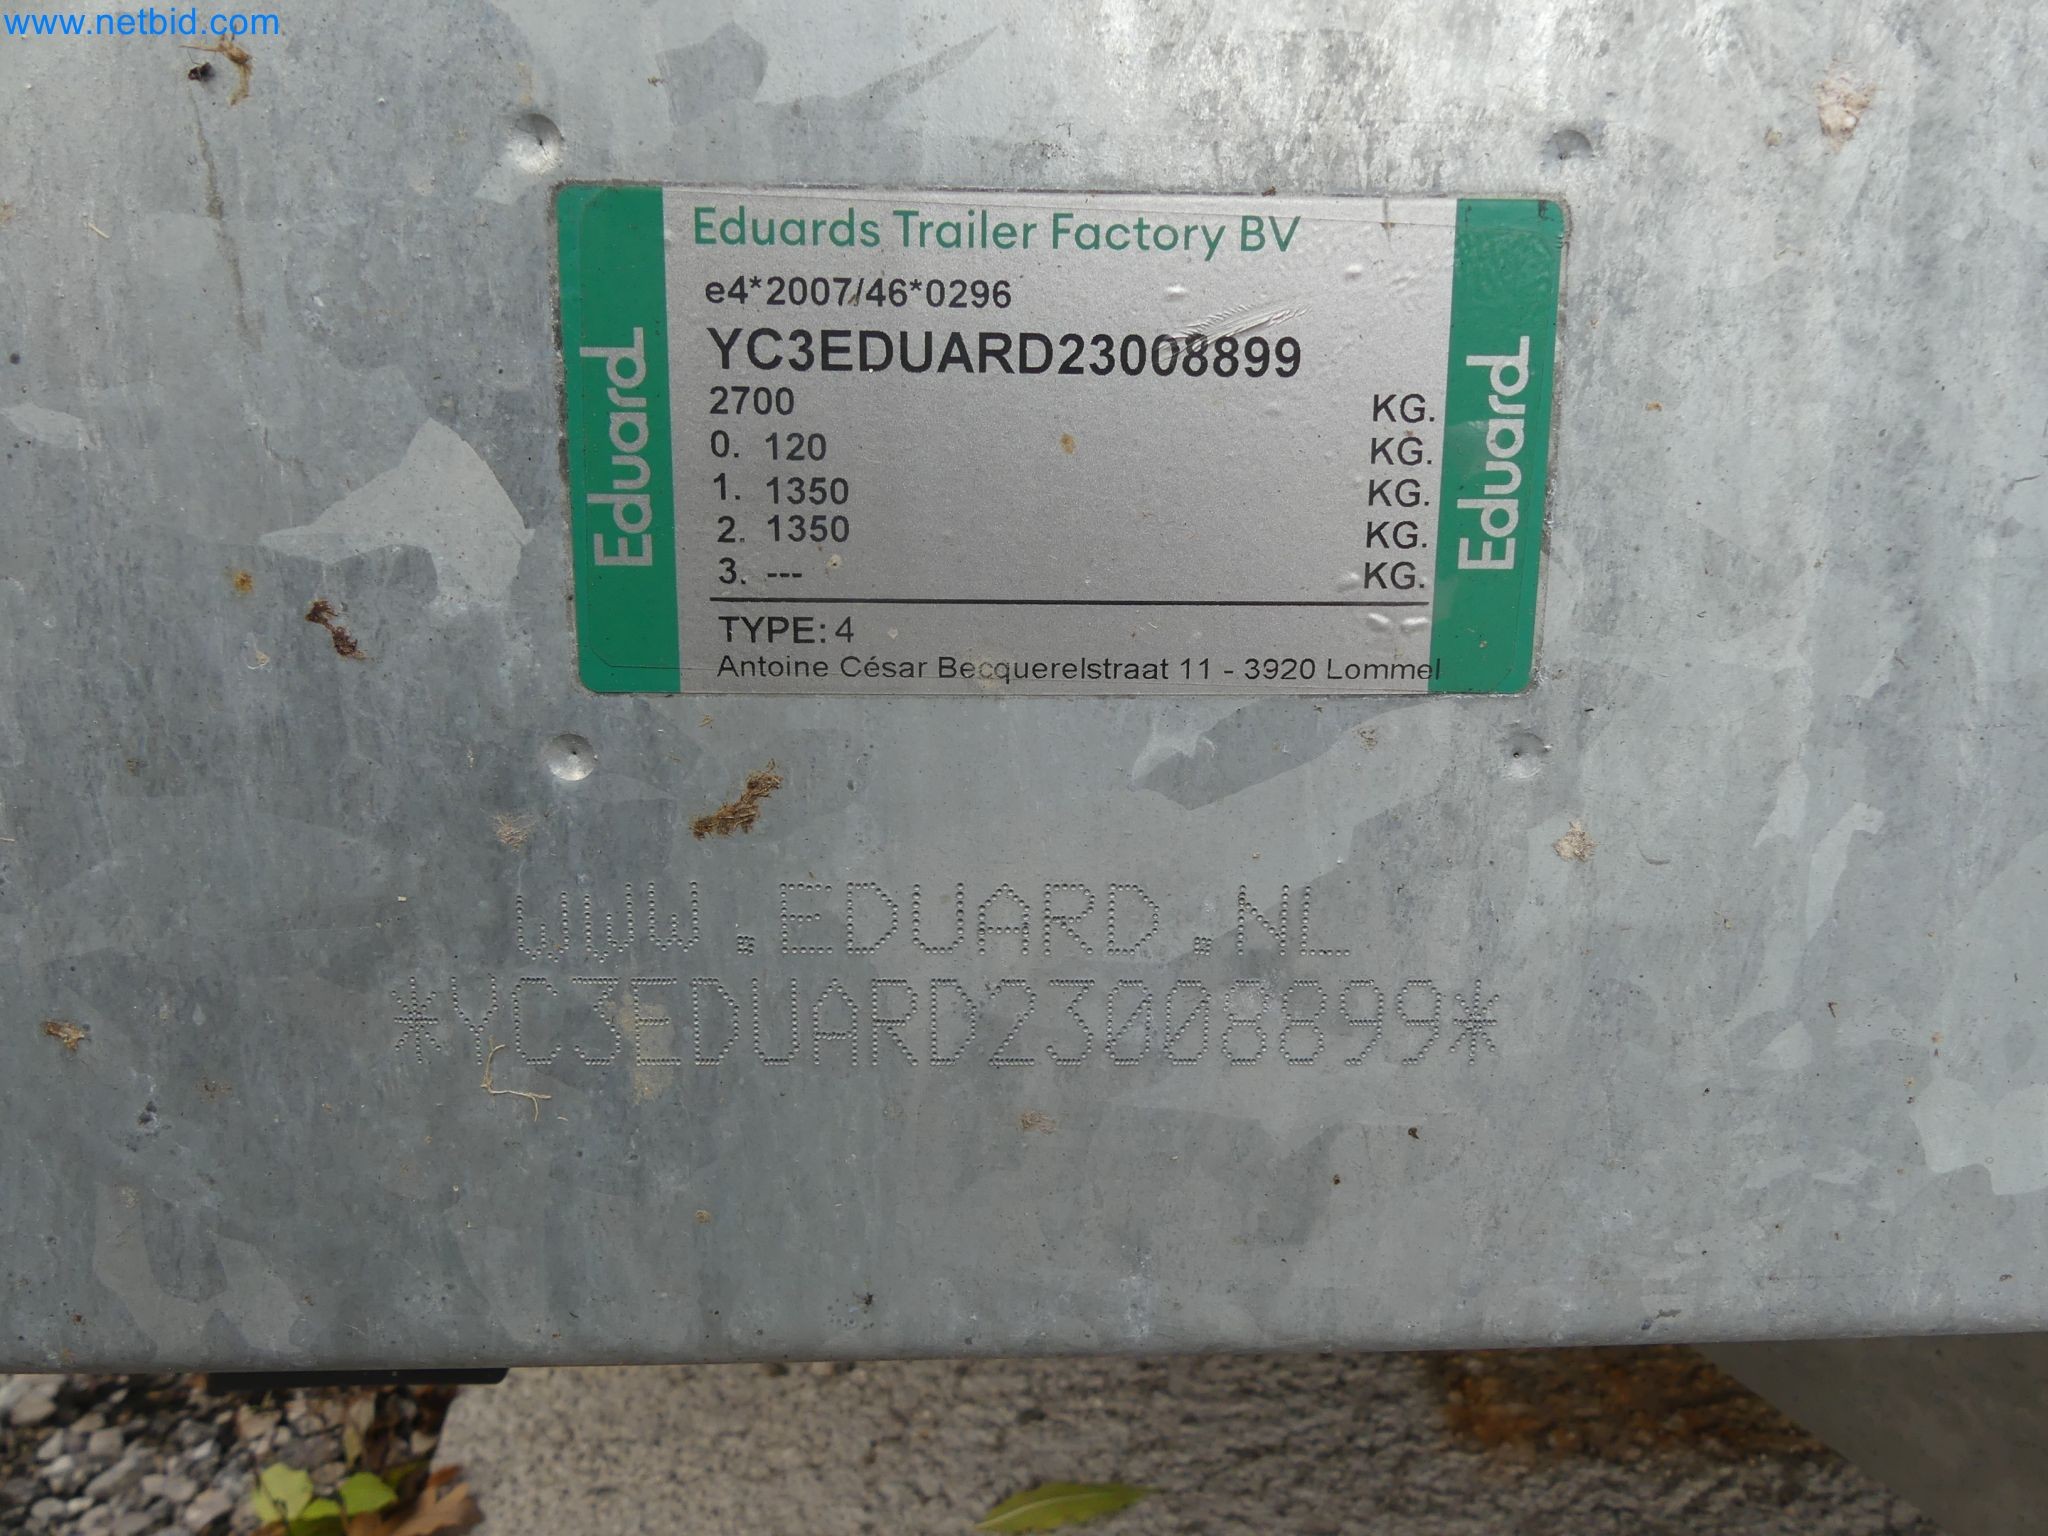 www.netbid.com
Eduards Trailer Factory BV
e4*2007/46*0296
YC3EDUARD23008899
2700 KG.
0. 120 KG.
1. 1350 KG.
2. 1350 KG.
3. --- KG.
TYPE: 4
Antoine César Becquerelstraat 11 - 3920 Lommel
Eduard
Eduard
WWW.EDUARD.NL
*YC3EDUARD23008899*